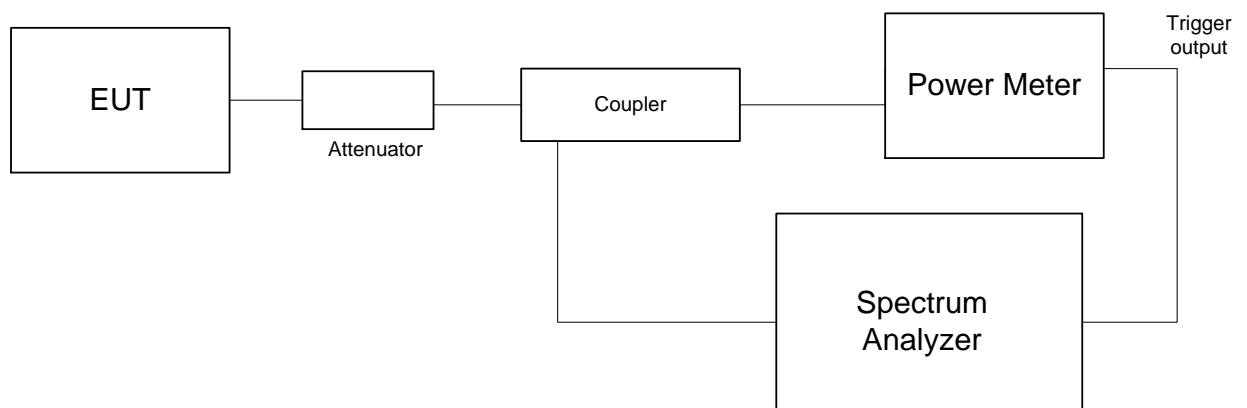 EUT
Attenuator
Coupler
Power Meter
Trigger
output
Spectrum
Analyzer